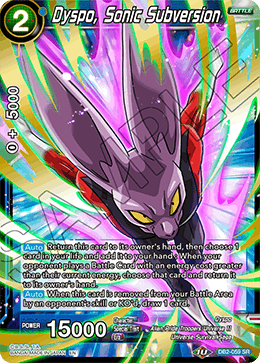 2
Dyspo, Sonic Subversion
BATTLE
0 + 5000
Auto Return this card to its owner's hand, then choose 1
card in your life and add it to your hand : When your
opponent plays a Battle Card with an energy cost greater
than their current energy, choose that card and return it
to its owner's hand.
Auto When this card is removed from your Battle Area
by an opponent's skill or KO'd, draw 1 card.
POWER
15000
Character
Special Trait
Era
Dyspo
Universe Survival Saga
DB2-059 SR